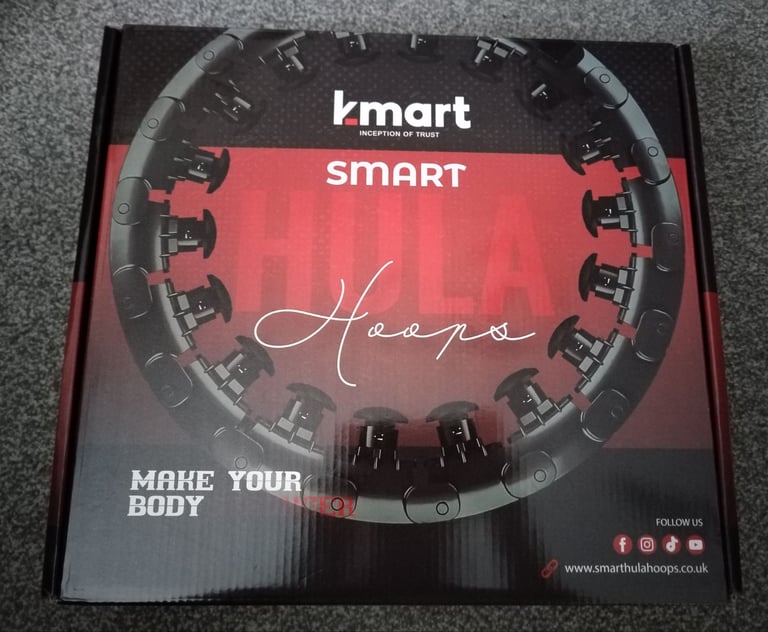 kmart
INCEPTION OF TRUST
SMART
HULA
Hoops
MAKE YOUR
BODY
FOLLOW US
www.smarthulahoops.co.uk